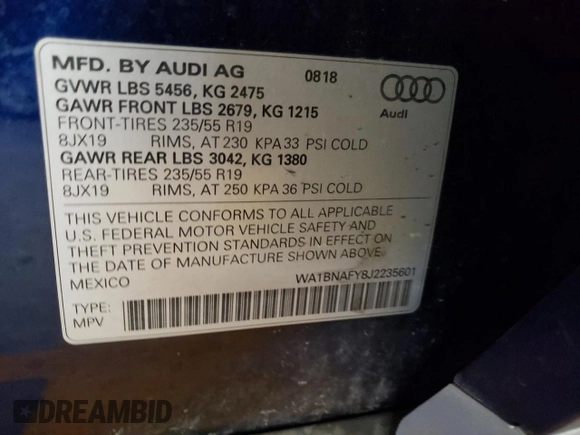 MFD. BY AUDI AG 0818
GVWR LBS 5456, KG 2475
GAWR FRONT LBS 2679, KG 1215
FRONT-TIRES 235/55 R19
8JX19 RIMS, AT 230 KPA 33 PSI COLD
GAWR REAR LBS 3042, KG 1380
REAR-TIRES 235/55 R19
8JX19 RIMS, AT 250 KPA 36 PSI COLD
Audi
THIS VEHICLE CONFORMS TO ALL APPLICABLE
U.S. FEDERAL MOTOR VEHICLE SAFETY AND
THEFT PREVENTION STANDARDS IN EFFECT ON
THE DATE OF MANUFACTURE SHOWN ABOVE.
MEXICO WA1BNAFY8J2235601
TYPE:
MPV
DREAMBID